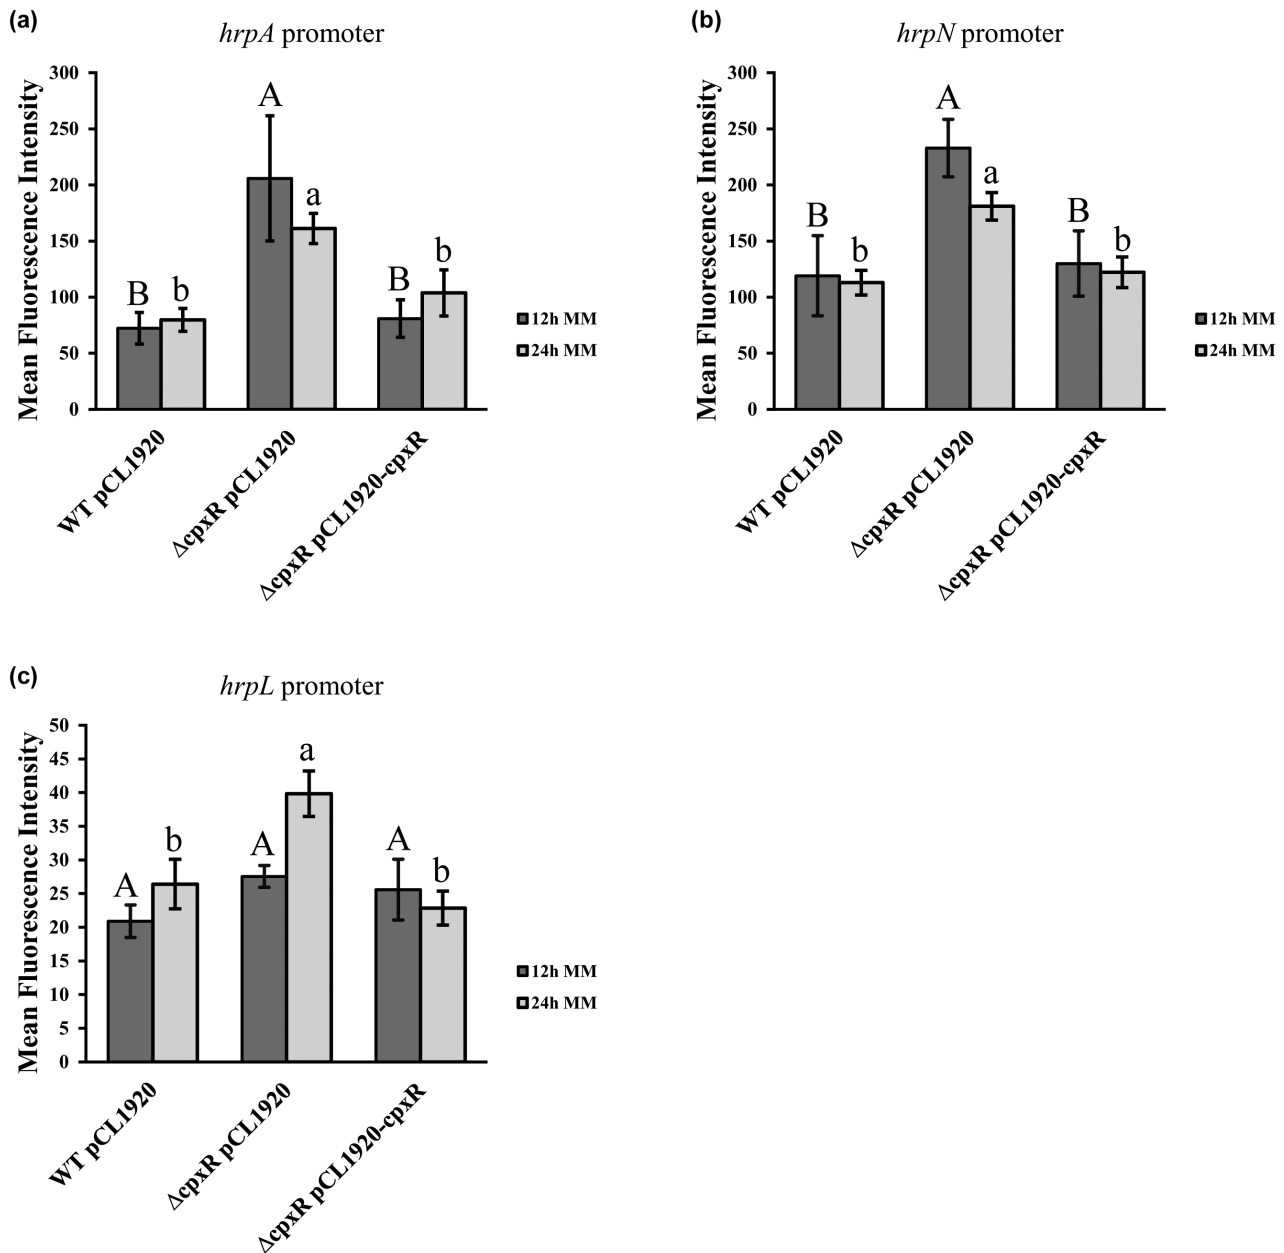 (a)
hrpA promoter
Mean Fluorescence Intensity
300
250
200
150
100
50
0
B
b
A
a
B
b
12h MM
24h MM
WT pCL1920
ΔcpxR pCL1920
ΔcpxR pCL1920-cpxR
(b)
hrpN promoter
Mean Fluorescence Intensity
300
250
200
150
100
50
0
B
b
A
a
B
b
12h MM
24h MM
WT pCL1920
ΔcpxR pCL1920
ΔcpxR pCL1920-cpxR
(c)
hrpL promoter
Mean Fluorescence Intensity
50
45
40
35
30
25
20
15
10
5
0
A
b
A
a
A
b
12h MM
24h MM
WT pCL1920
ΔcpxR pCL1920
ΔcpxR pCL1920-cpxR